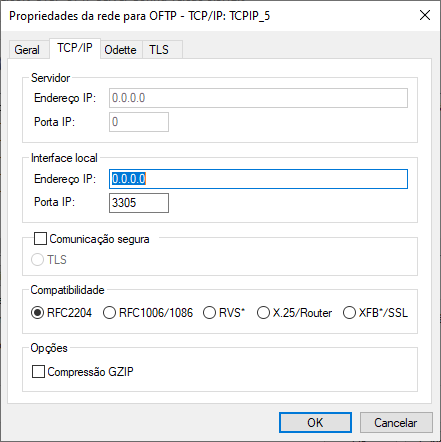 Propriedades da rede para OFTP - TCP/IP: TCPIP_5
Geral TCP/IP Odette TLS
Servidor
Endereço IP: 0.0.0.0
Porta IP: 0
Interface local
Endereço IP: 0.0.0.0
Porta IP: 3305
Comunicação segura
TLS
Compatibilidade
RFC2204 RFC1006/1086 RVS* X.25/Router XFB*/SSL
Opções
Compressão GZIP
OK Cancelar